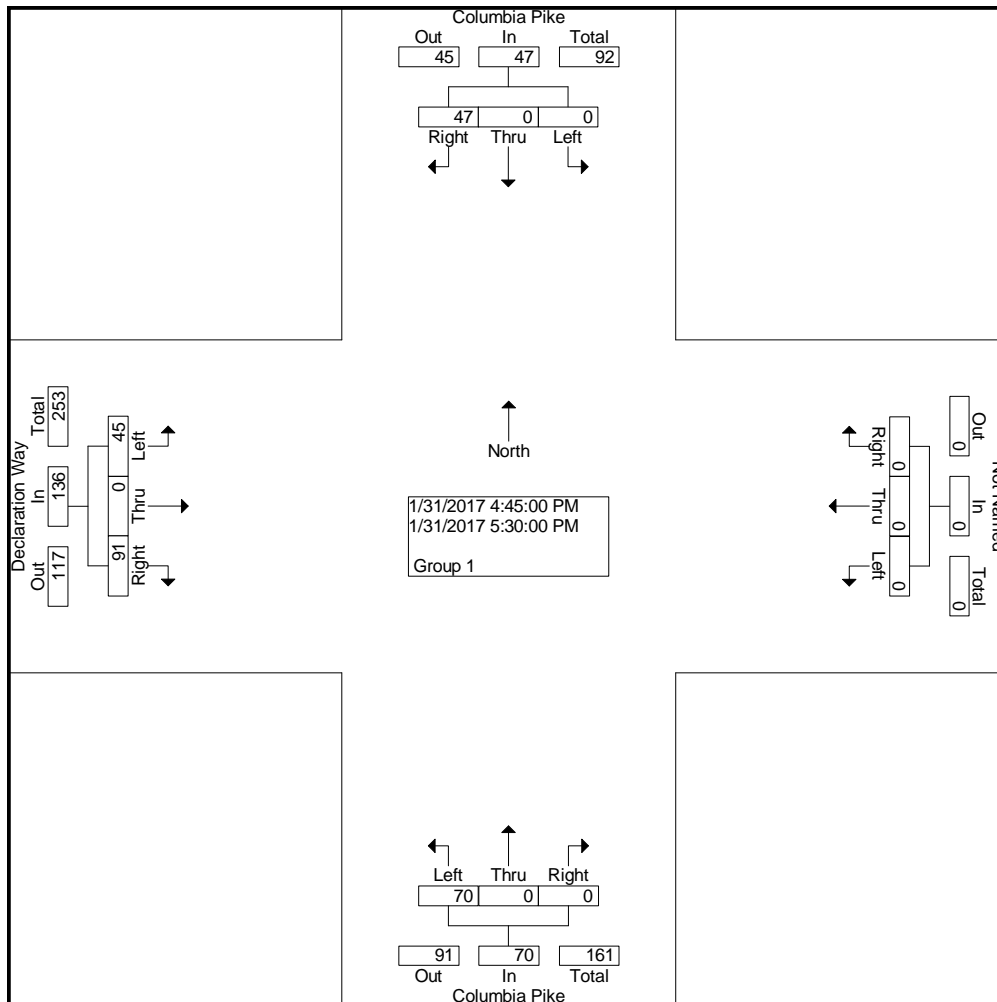 Columbia Pike
Out In Total
45 47 92
47 0 0
Right Thru Left
Declaration Way
Out In Total
117 136 253
45 0 91
Left Thru Right
North
1/31/2017 4:45:00 PM
1/31/2017 5:30:00 PM
Group 1
Right Thru Left
0 0 0
Out In Total
0 0 0
Left Thru Right
70 0 0
91 70 161
Out In Total
Columbia Pike